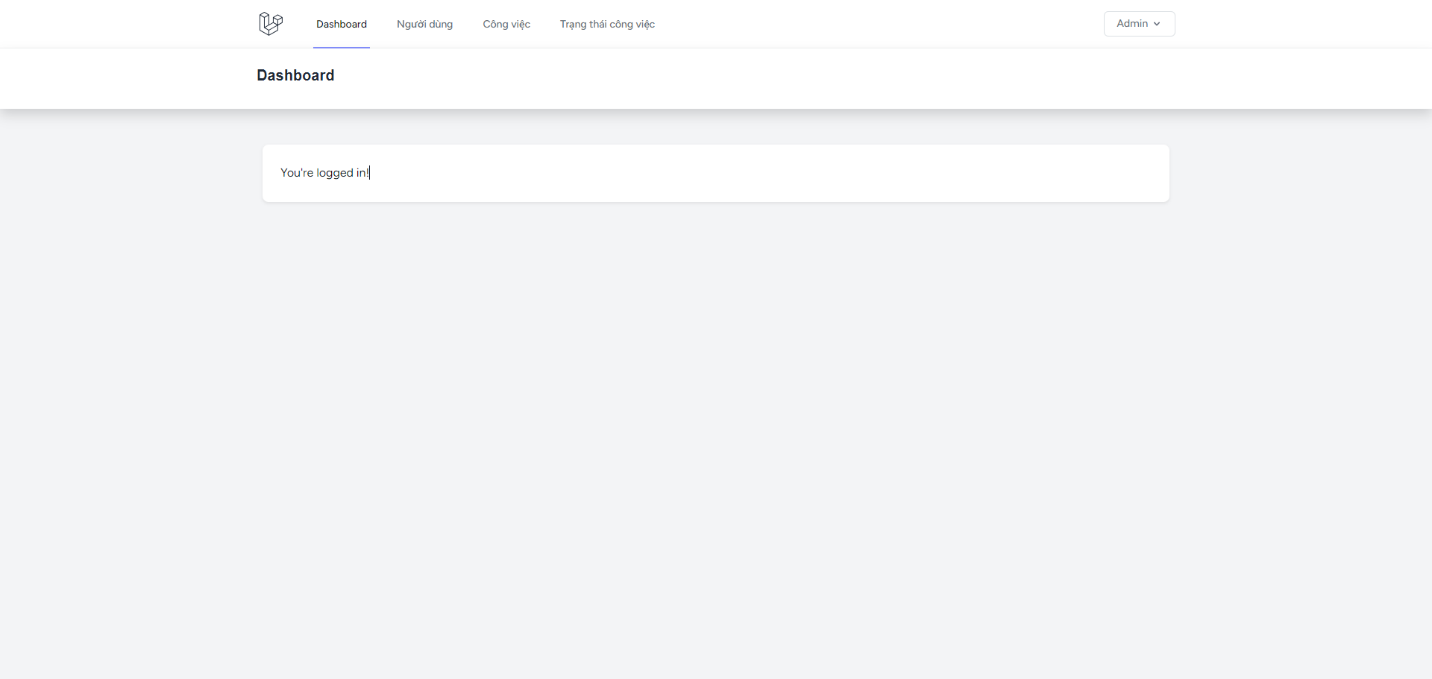 Dashboard Người dùng Công việc Trạng thái công việc Admin
Dashboard
You're logged in!